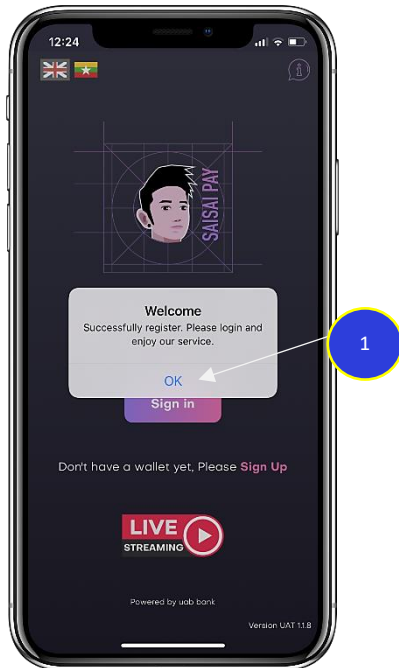 12:24
SAISAI PAY
Welcome
Successfully register. Please login and
enjoy our service.
OK
1
Sign in
Don't have a wallet yet, Please Sign Up
LIVE
STREAMING
Powered by uab bank
Version UAT 1.1.8